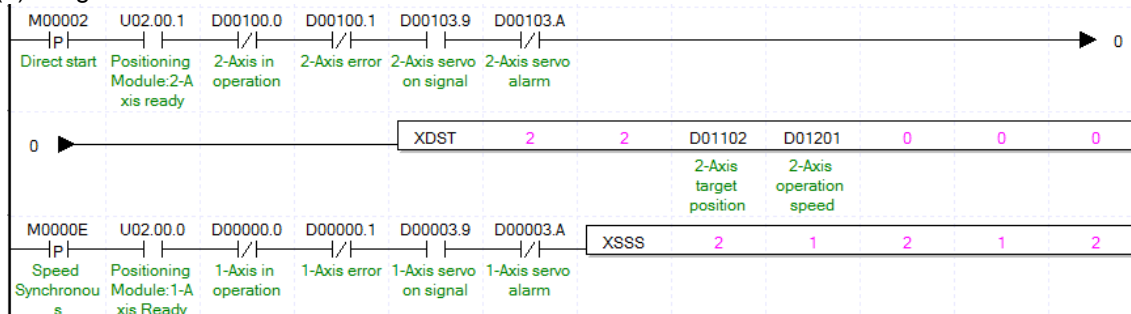 M00002 U02.00.1 D00100.0 D00100.1 D00103.9 D00103.A
P
0
Direct start Positioning 2-Axis in 2-Axis error 2-Axis servo 2-Axis servo
Module:2-A operation on signal alarm
xis ready
0 XDST 2 2 D01102 D01201 0 0 0
2-Axis 2-Axis
target operation
position speed
M0000E U02.00.0 D00000.0 D00000.1 D00003.9 D00003.A
P
XSSS 2 1 2 1 2
Speed Positioning 1-Axis in 1-Axis error 1-Axis servo 1-Axis servo
Synchronou Module:1-A operation on signal alarm
s xis Ready